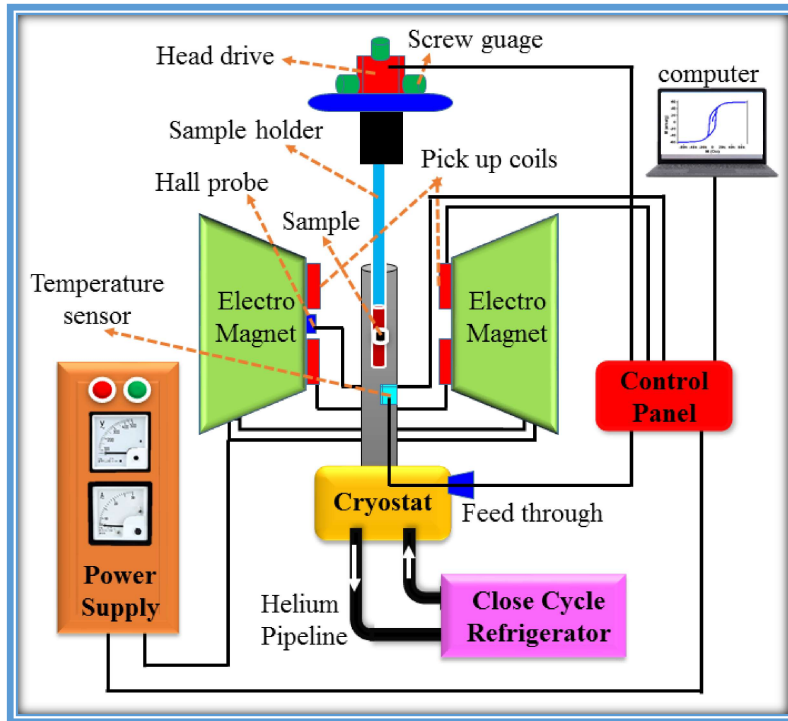 Head drive
Screw guage
computer
Sample holder
Pick up coils
Hall probe
Sample
Temperature
sensor
Electro
Magnet
Electro
Magnet
Control
Panel
V
A
Cryostat
Feed through
Power
Supply
Helium
Pipeline
Close Cycle
Refrigerator